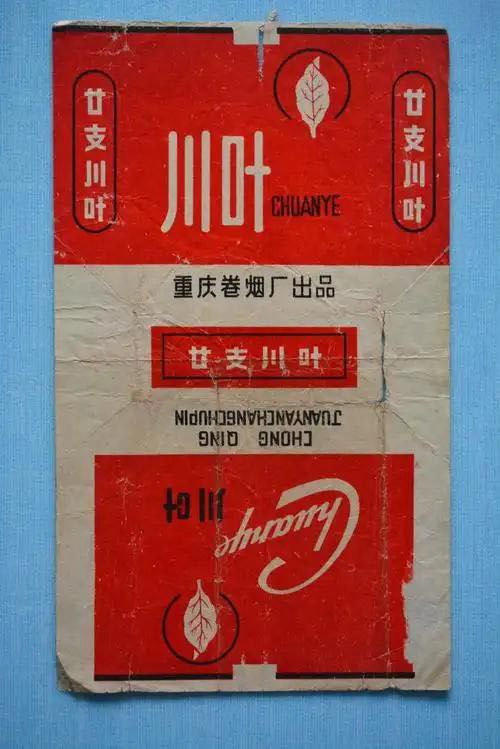 廿支川叶
川叶 CHUANYE
廿支川叶
重庆卷烟厂出品
廿支川叶
CHONG QING
JUANYANCHANGCHUPIN
川叶
Chuanye